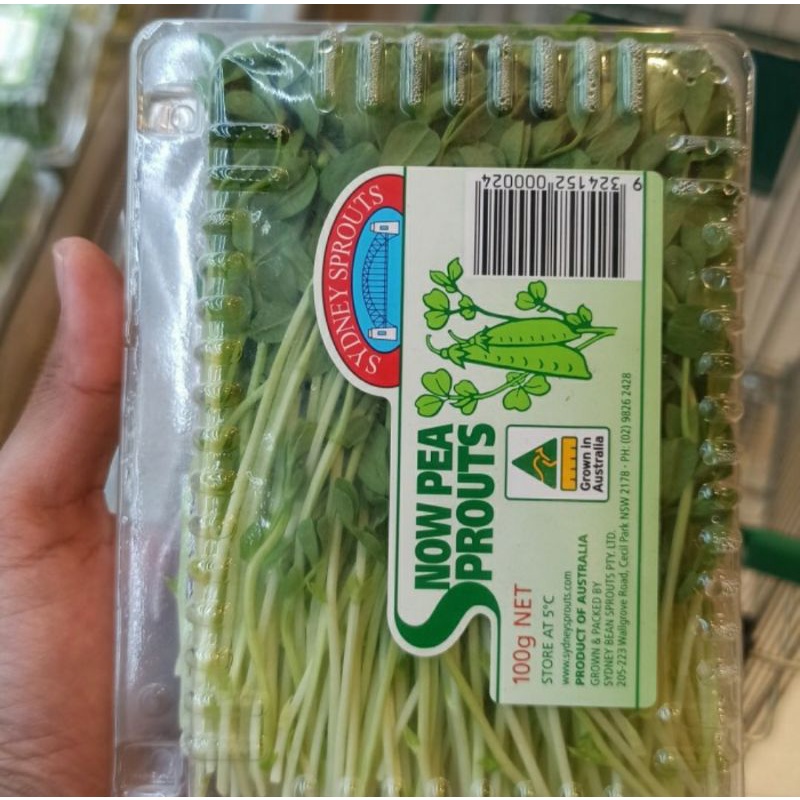 SYDNEY SPROUTS
SNOW PEA
SPROUTS
9 324152 000024
Grown in
Australia
100g NET
STORE AT 5°C
www.sydneysprouts.com
PRODUCT OF AUSTRALIA
GROWN & PACKED BY
SYDNEY BEAN SPROUTS PTY. LTD.
205-223 Wallgrove Road, Cecil Park NSW 2178 · PH: (02) 9826 2428